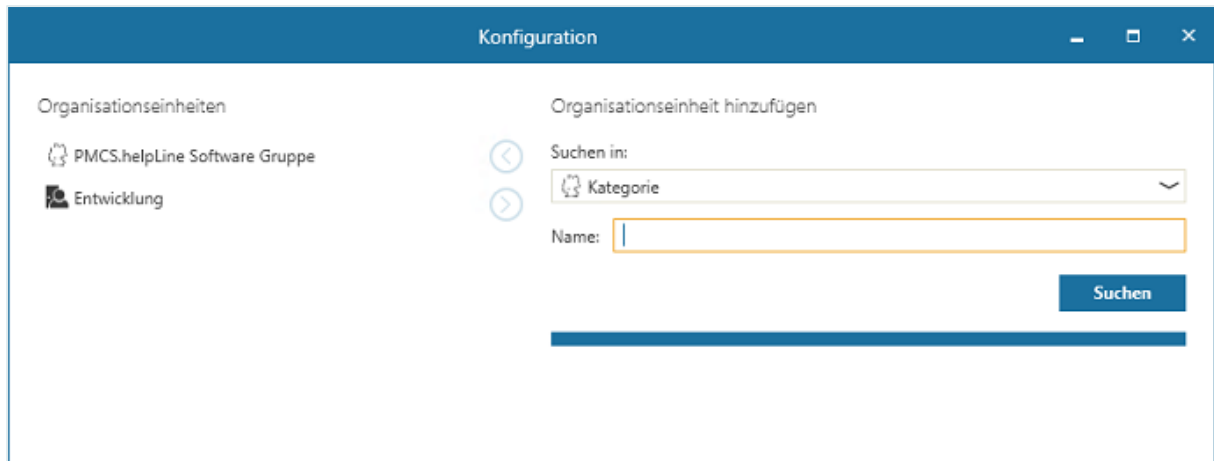 Konfiguration
Organisationseinheiten
PMCS.helpLine Software Gruppe
Entwicklung
Organisationseinheit hinzufügen
Suchen in:
Kategorie
Name:
Suchen